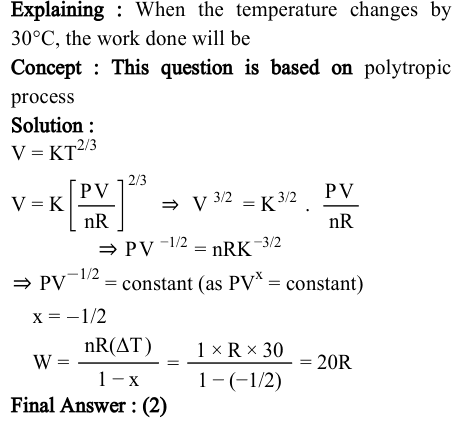 Explaining : When the temperature changes by
30°C, the work done will be
Concept : This question is based on polytropic
process
Solution :
V = KT^{2/3}
V = K[PV/nR]^{2/3} ⇒ V^{3/2} = K^{3/2} . PV/nR
⇒ PV^{−1/2} = nRK^{−3/2}
⇒ PV^{−1/2} = constant (as PV^{x} = constant)
x = −1/2
W = nR(ΔT)/1 − x = 1 × R × 30/1 − (−1/2) = 20R
Final Answer : (2)